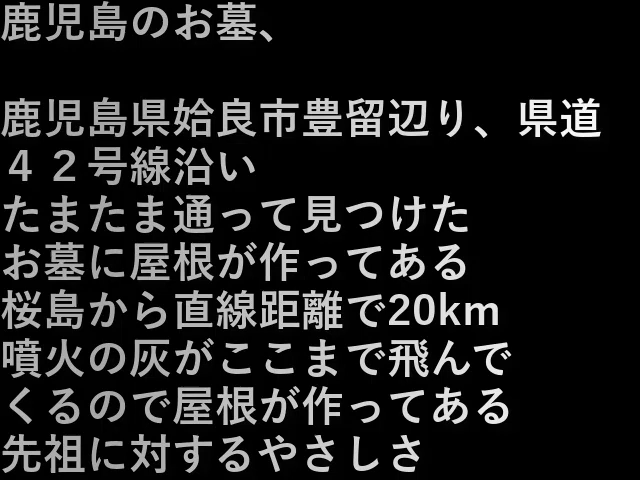 鹿児島のお墓、
鹿児島県姶良市豊留辺り、県道
４２号線沿い
たまたま通って見つけた
お墓に屋根が作ってある
桜島から直線距離で20km
噴火の灰がここまで飛んで
くるので屋根が作ってある
先祖に対するやさしさ